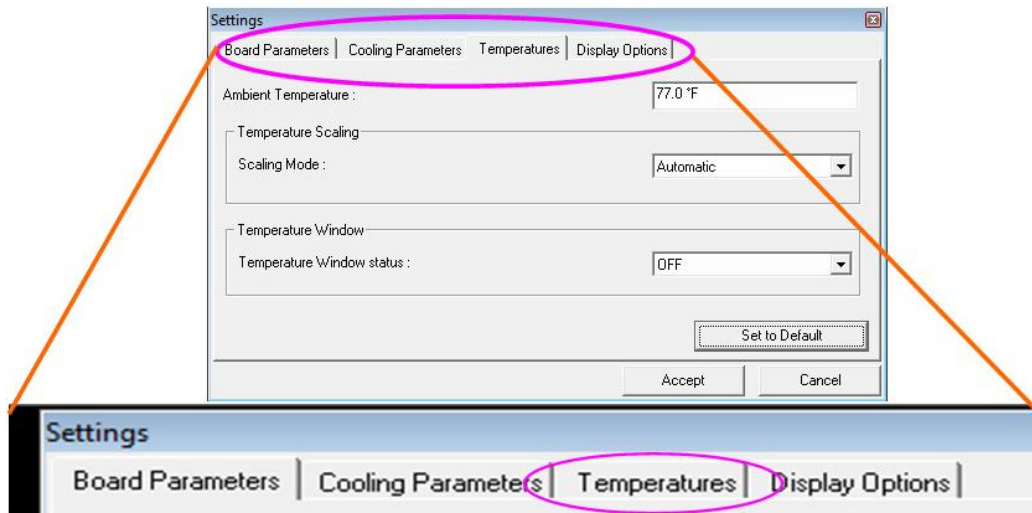 Settings
Board Parameters Cooling Parameters Temperatures Display Options
Ambient Temperature : 77.0 °F
Temperature Scaling
Scaling Mode : Automatic
Temperature Window
Temperature Window status : OFF
Set to Default
Accept Cancel
Settings
Board Parameters Cooling Parameters Temperatures Display Options